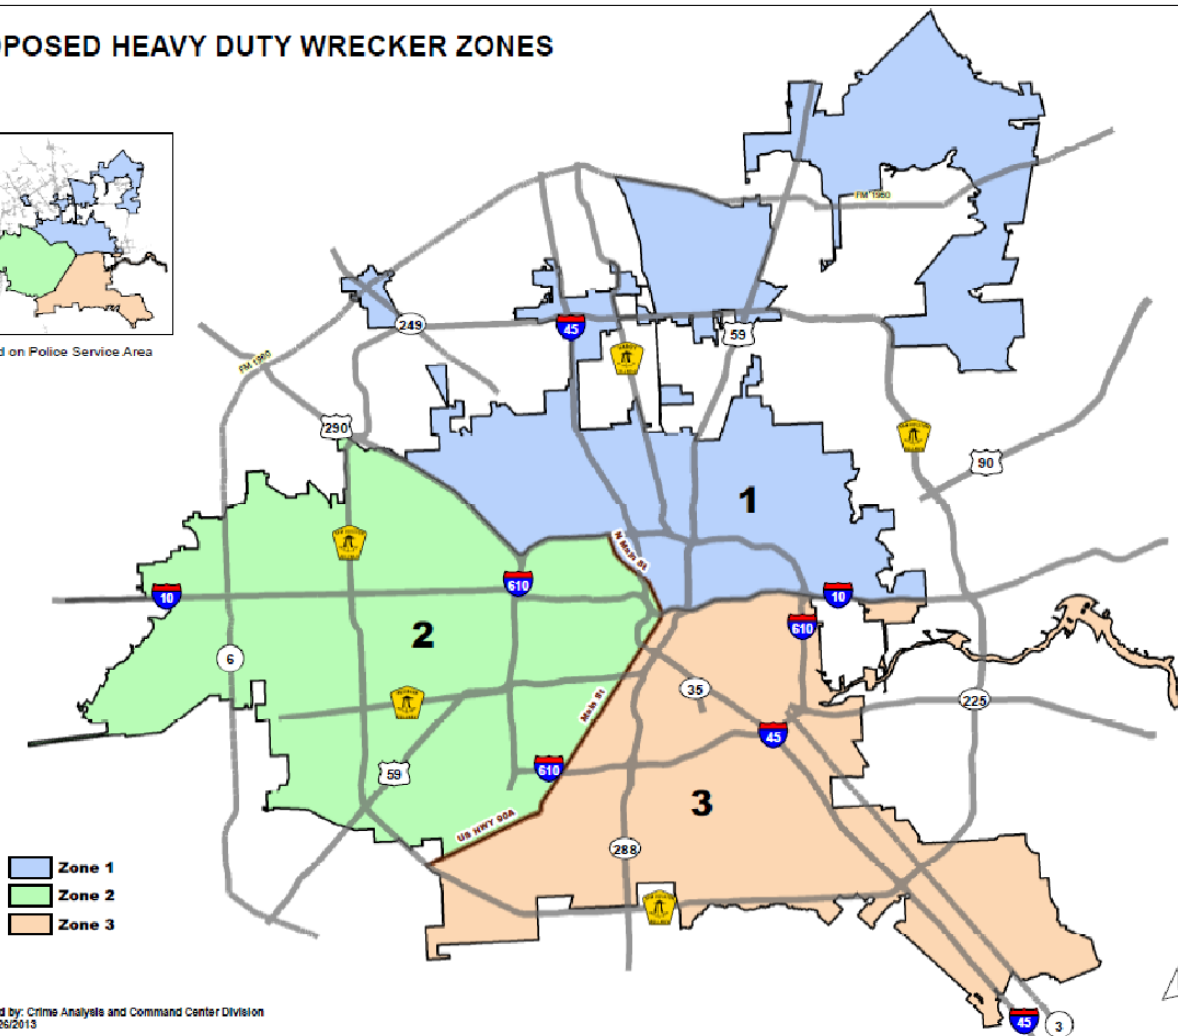 OPOSED HEAVY DUTY WRECKER ZONES
FM 1960
249
45
59
d on Police Service Area
FM 1960
290
90
1
N Main St
10
610
10
610
2
6
35
225
Main St
45
59
610
3
US HWY 90A
288
Zone 1
Zone 2
Zone 3
d by: Crime Analysis and Command Center Division
26/2013
45
3